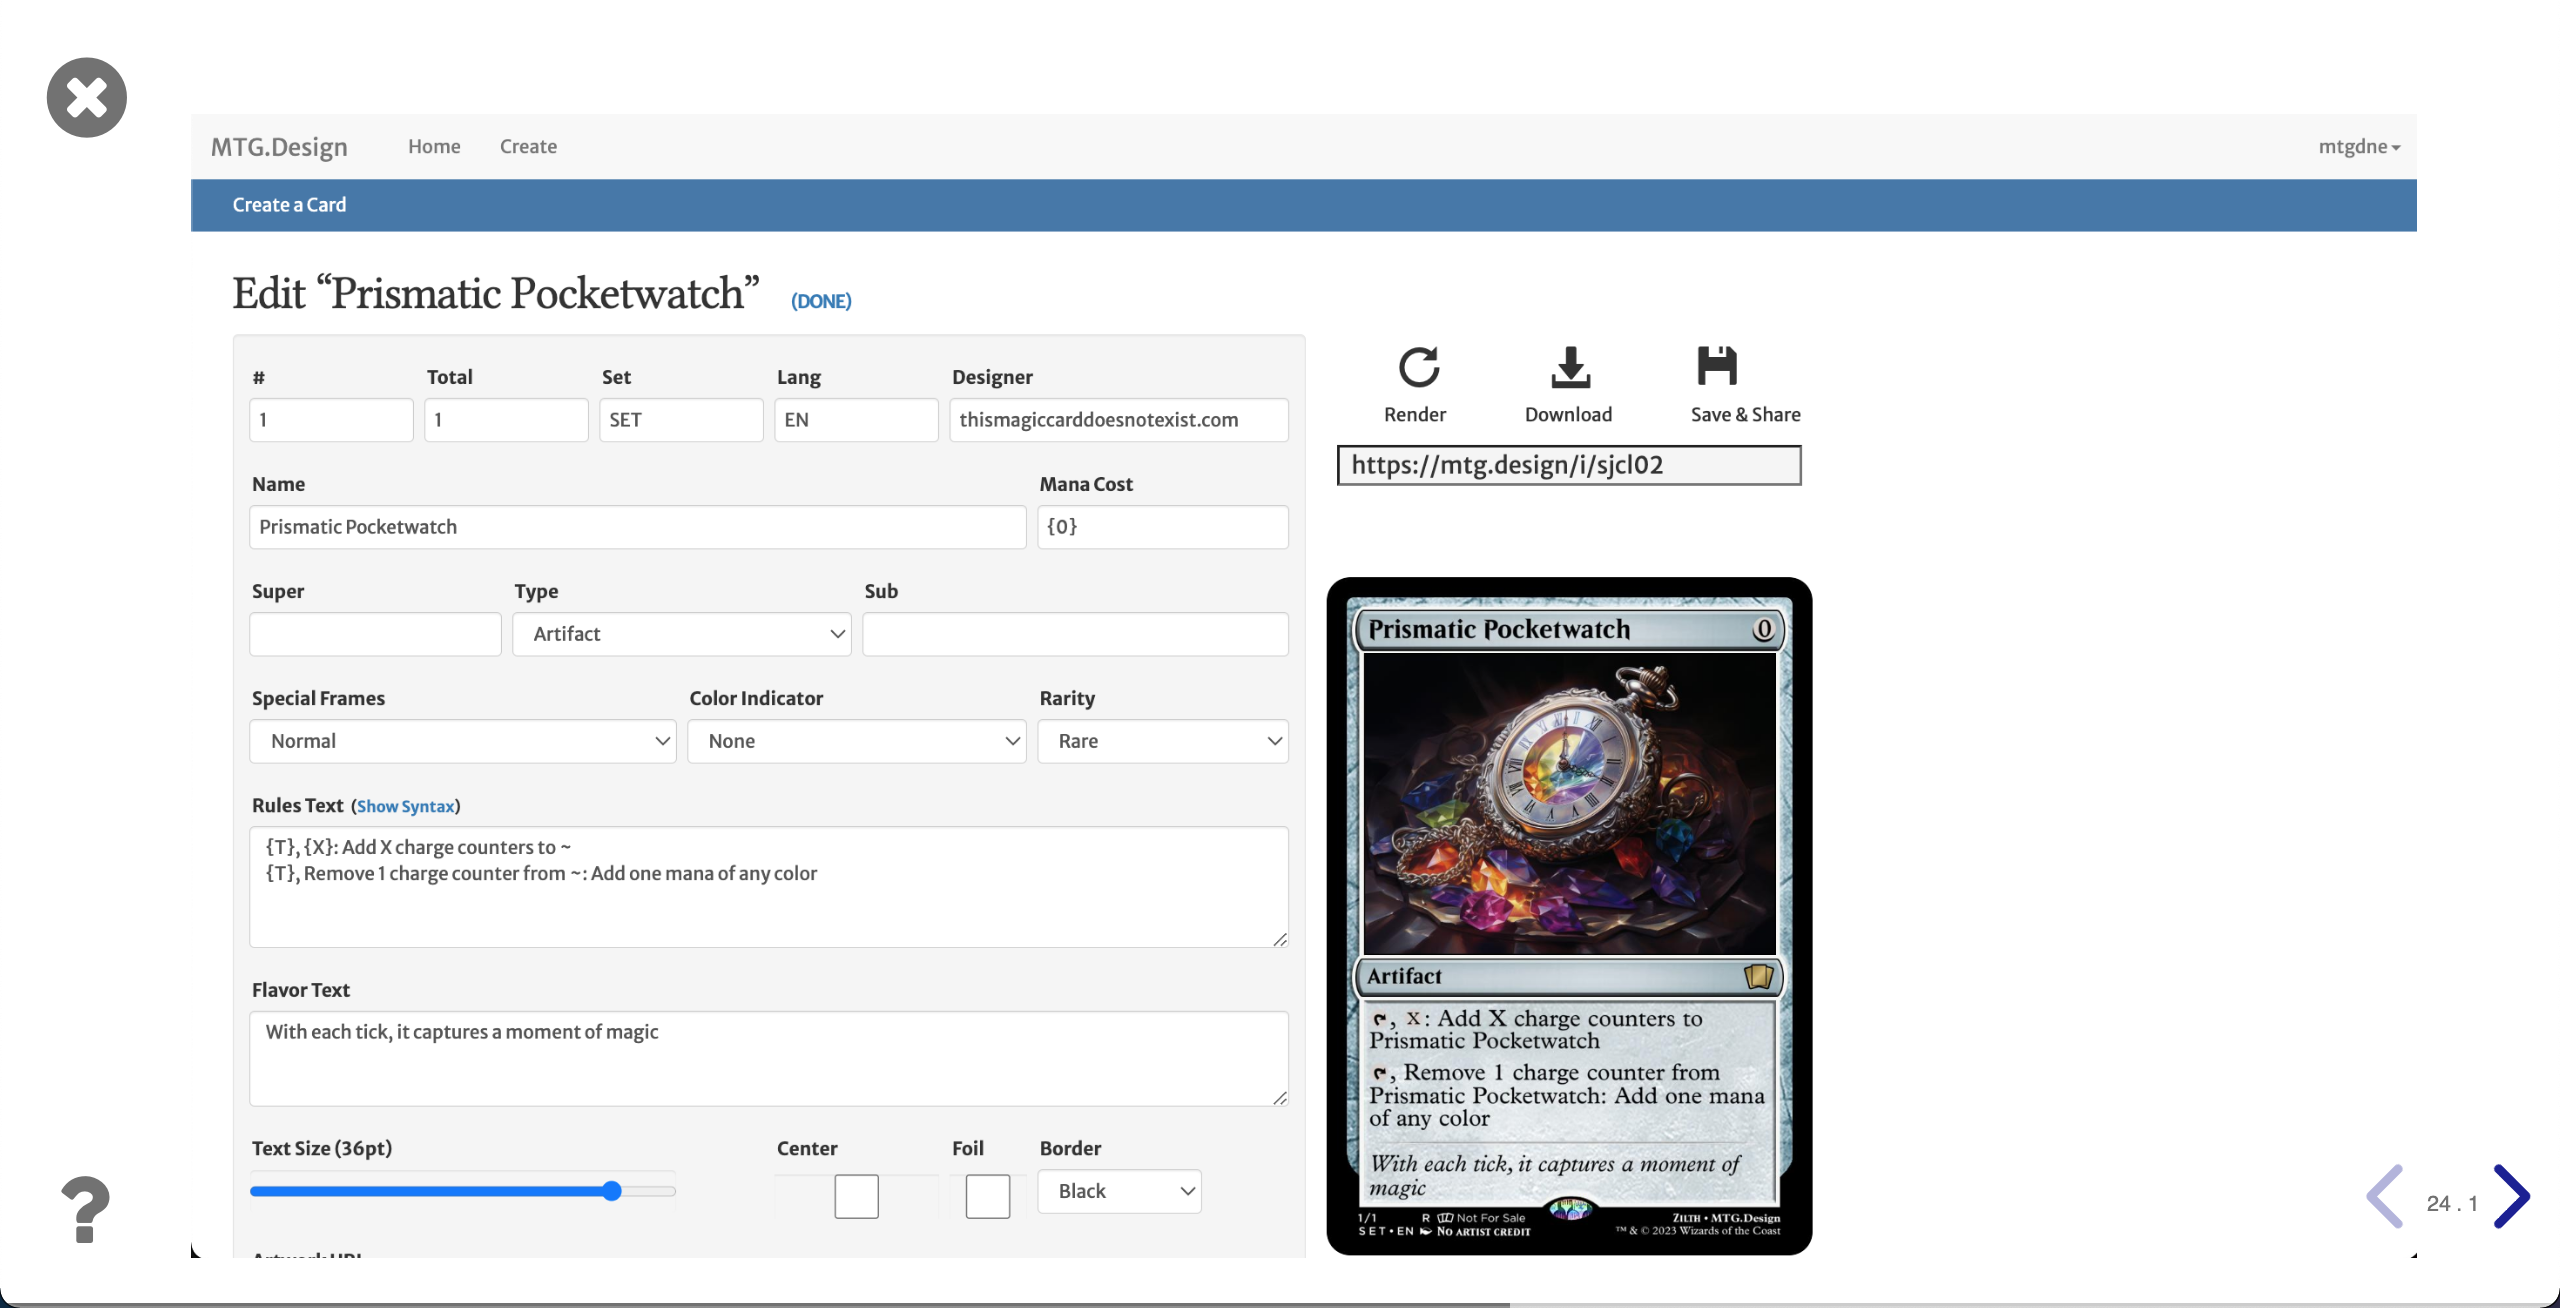 MTG.Design Home Create mtgdne
Create a Card
Edit “Prismatic Pocketwatch” (DONE)
# Total Set Lang Designer
1 1 SET EN thismagiccarddoesnotexist.com
Name Mana Cost
Prismatic Pocketwatch {0}
Super Type Sub
Artifact
Special Frames Color Indicator Rarity
Normal None Rare
Rules Text (Show Syntax)
{T}, {X}: Add X charge counters to ~
{T}, Remove 1 charge counter from ~: Add one mana of any color
Flavor Text
With each tick, it captures a moment of magic
Text Size (36pt) Center Foil Border
Black
Render Download Save & Share
https://mtg.design/i/sjcl02
Prismatic Pocketwatch 0
Artifact
, X: Add X charge counters to
Prismatic Pocketwatch
, Remove 1 charge counter from
Prismatic Pocketwatch: Add one mana
of any color
With each tick, it captures a moment of
magic
1/1 R Not For Sale ZILTH • MTG.Design
SET • EN NO ARTIST CREDIT ™ & © 2023 Wizards of the Coast
24 . 1